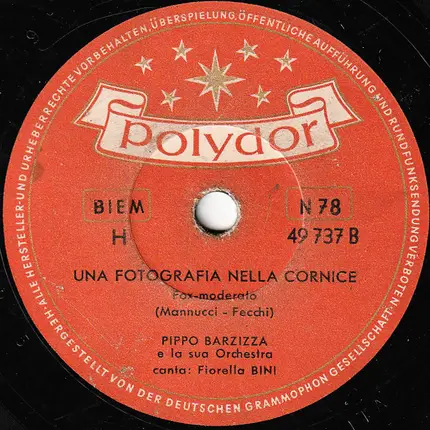 ALLE HERSTELLER- UND URHEBERRECHTE VORBEHALTEN, ÜBERSPIELUNG, ÖFFENTLICHE AUFFÜHRUNG UND RUNDFUNKSENDUNG VERBOTEN.
polydor
BIEM
N 78
H
49 737 B
UNA FOTOGRAFIA NELLA CORNICE
Fox-moderato
(Mannucci - Fecchi)
PIPPO BARZIZZA
e la sua Orchestra
canta: Fiorella BINI
HERGESTELLT VON DER DEUTSCHEN GRAMMOPHON GESELLSCHAFT